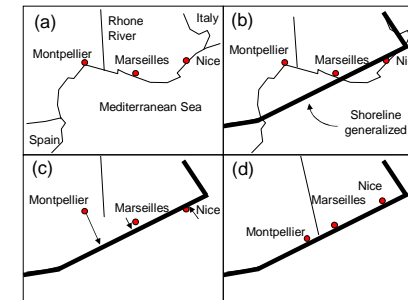 (a)
Rhone
River
Italy
Montpellier
Marseilles
Nice
Mediterranean Sea
Spain
(b)
Montpellier
Marseilles
Nice
Shoreline
generalized
(c)
Montpellier
Marseilles
Nice
(d)
Nice
Marseilles
Montpellier